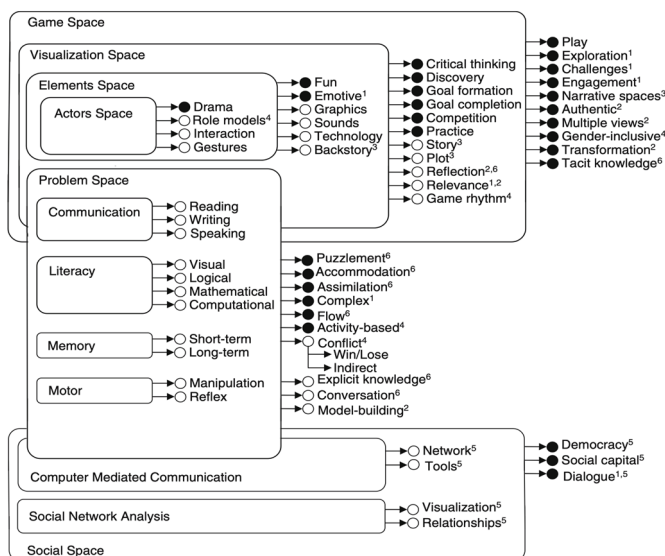 Game Space
Visualization Space
Elements Space
Actors Space
Drama
Role models⁴
Interaction
Gestures
Fun
Emotive¹
Graphics
Sounds
Technology
Backstory³
Critical thinking
Discovery
Goal formation
Goal completion
Competition
Practice
Story³
Plot³
Reflection²,⁶
Relevance¹,²
Game rhythm⁴
Play
Exploration¹
Challenges¹
Engagement¹
Narrative spaces³
Authentic²
Multiple views²
Gender-inclusive⁴
Transformation²
Tacit knowledge⁶
Problem Space
Communication
Reading
Writing
Speaking
Literacy
Visual
Logical
Mathematical
Computational
Memory
Short-term
Long-term
Motor
Manipulation
Reflex
Puzzlement⁶
Accommodation⁶
Assimilation⁶
Complex¹
Flow⁶
Activity-based⁴
Conflict⁴
Win/Lose
Indirect
Explicit knowledge⁶
Conversation⁶
Model-building²
Computer Mediated Communication
Network⁵
Tools⁵
Social Network Analysis
Visualization⁵
Relationships⁵
Social Space
Democracy⁵
Social capital⁵
Dialogue¹,⁵